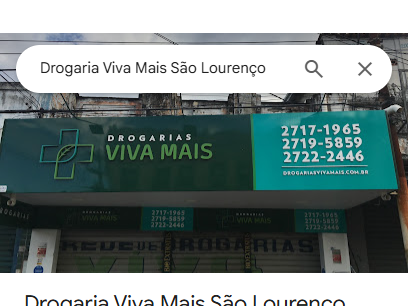 Drogaria Viva Mais São Lourenço
DROGARIAS
VIVA MAIS
2717-1965
2719-5859
2722-2446
DROGARIASVIVAMAIS.COM.BR
DROGARIAS
VIVA MAIS
2717-1965
2719-5859
2722-2446
DROGARIAS
VIVA MAIS
2717-1965
2719-5859
2722-2446
REDE DE DROGARIAS
Drogaria Viva Mais São Lourenço